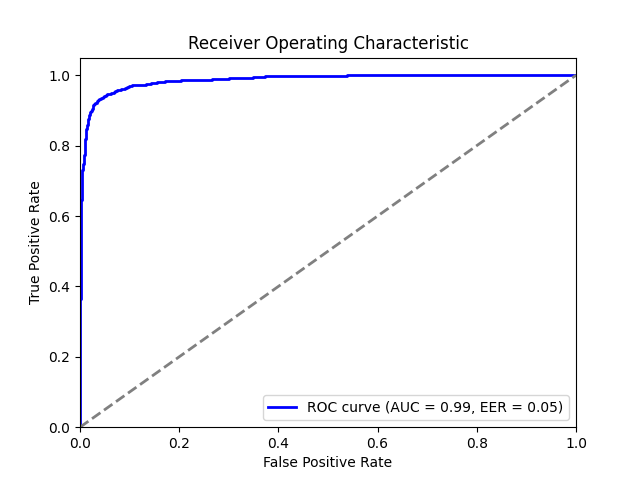 Receiver Operating Characteristic
1.0
0.8
0.6
0.4
0.2
0.0
True Positive Rate
ROC curve (AUC = 0.99, EER = 0.05)
0.0 0.2 0.4 0.6 0.8 1.0
False Positive Rate